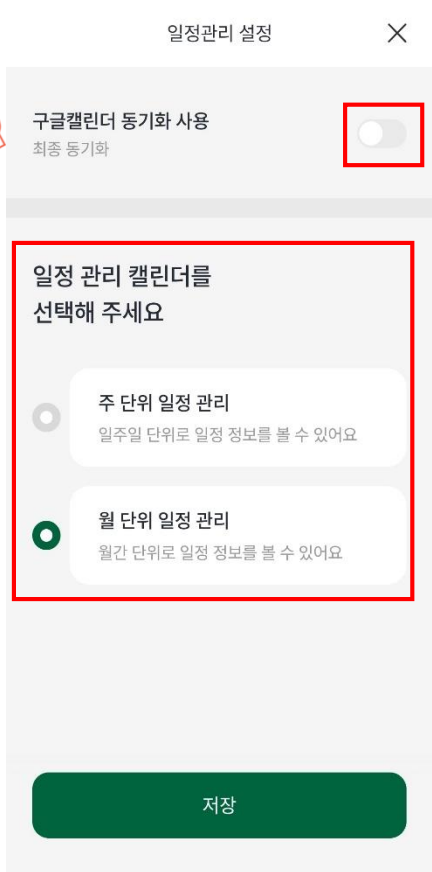 일정관리 설정
구글캘린더 동기화 사용
최종 동기화
일정 관리 캘린더를
선택해 주세요
주 단위 일정 관리
일주일 단위로 일정 정보를 볼 수 있어요
월 단위 일정 관리
월간 단위로 일정 정보를 볼 수 있어요
저장